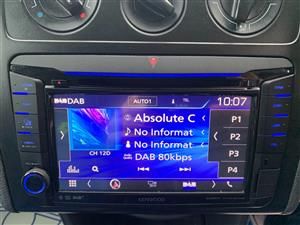 DAB
AUTO1
TEL
10:07
Absolute C
No Informat
No Informat
DAB 80kbps
CH 12D
P1
P2
P3
P4
DAB
KENWOOD